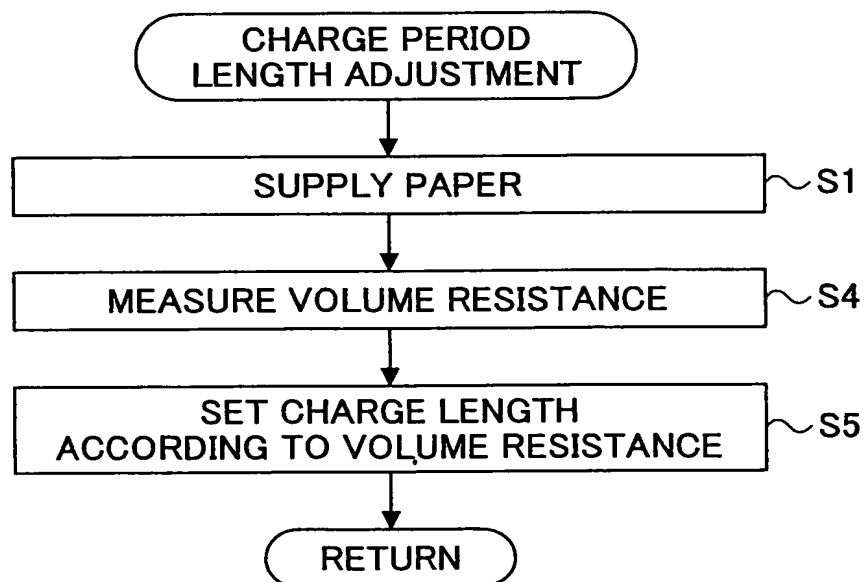 CHARGE PERIOD
LENGTH ADJUSTMENT
SUPPLY PAPER
S1
MEASURE VOLUME RESISTANCE
S4
SET CHARGE LENGTH
ACCORDING TO VOLUME RESISTANCE
S5
RETURN